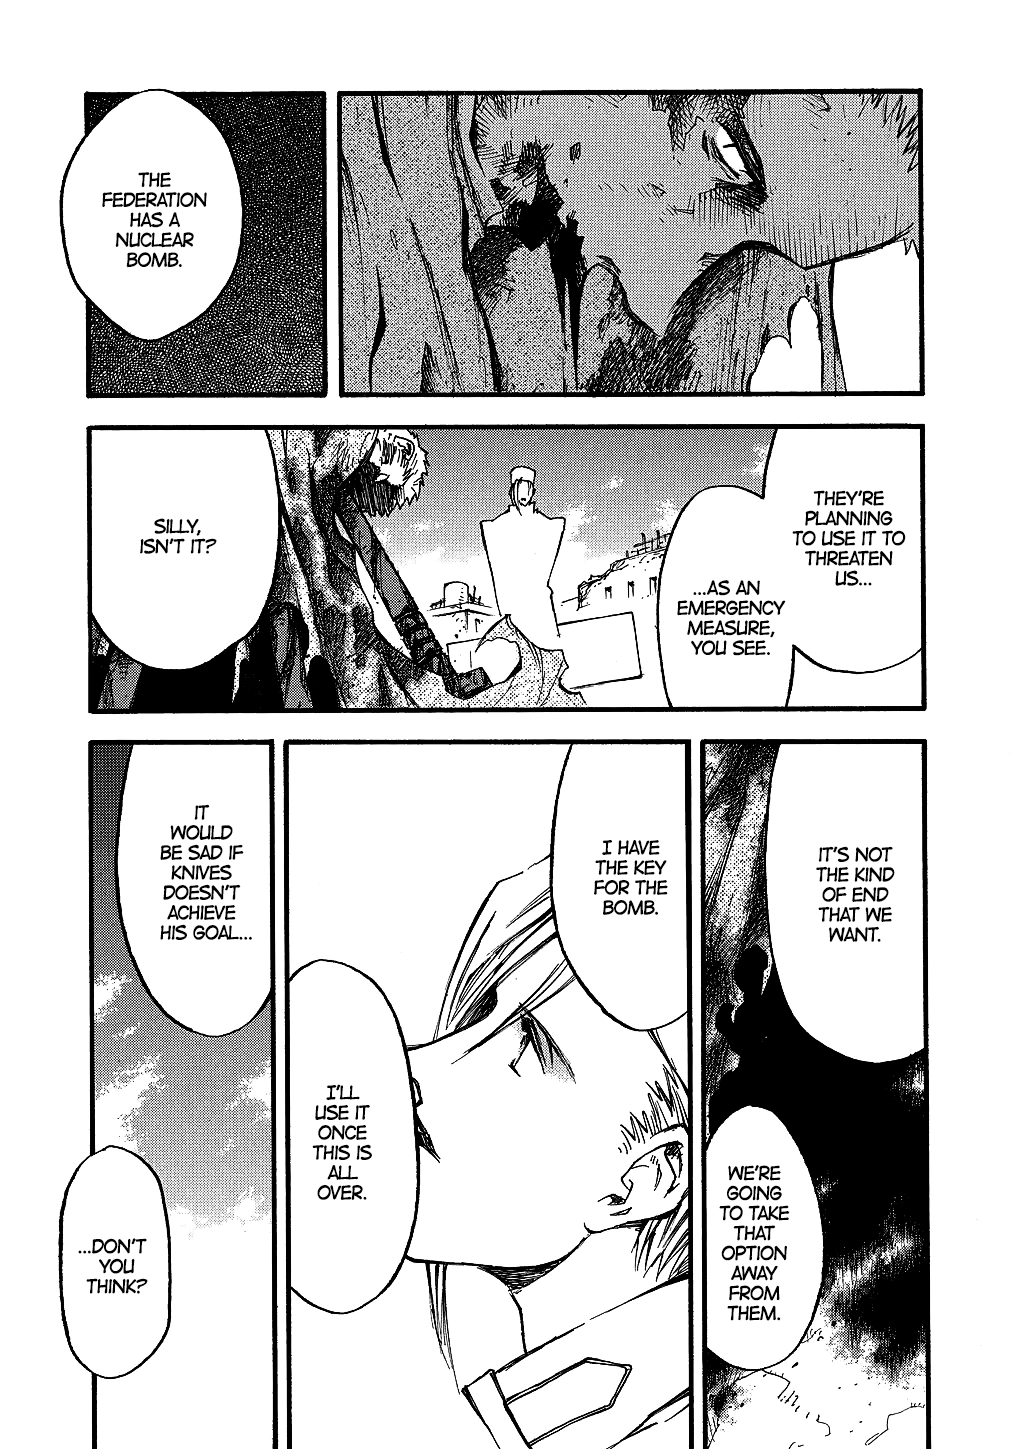 THE
FEDERATION
HAS A
NUCLEAR
BOMB.
THEY'RE
PLANNING
TO USE IT TO
THREATEN
US...
...AS AN
EMERGENCY
MEASURE,
YOU SEE.
SILLY,
ISN'T IT?
IT'S NOT
THE KIND
OF END
THAT WE
WANT.
WE'RE
GOING
TO TAKE
THAT
OPTION
AWAY
FROM
THEM.
I HAVE
THE KEY
FOR THE
BOMB.
I'LL
USE IT
ONCE
THIS IS
ALL
OVER.
IT
WOULD
BE SAD IF
KNIVES
DOESN'T
ACHIEVE
HIS GOAL...
...DON'T
YOU
THINK?